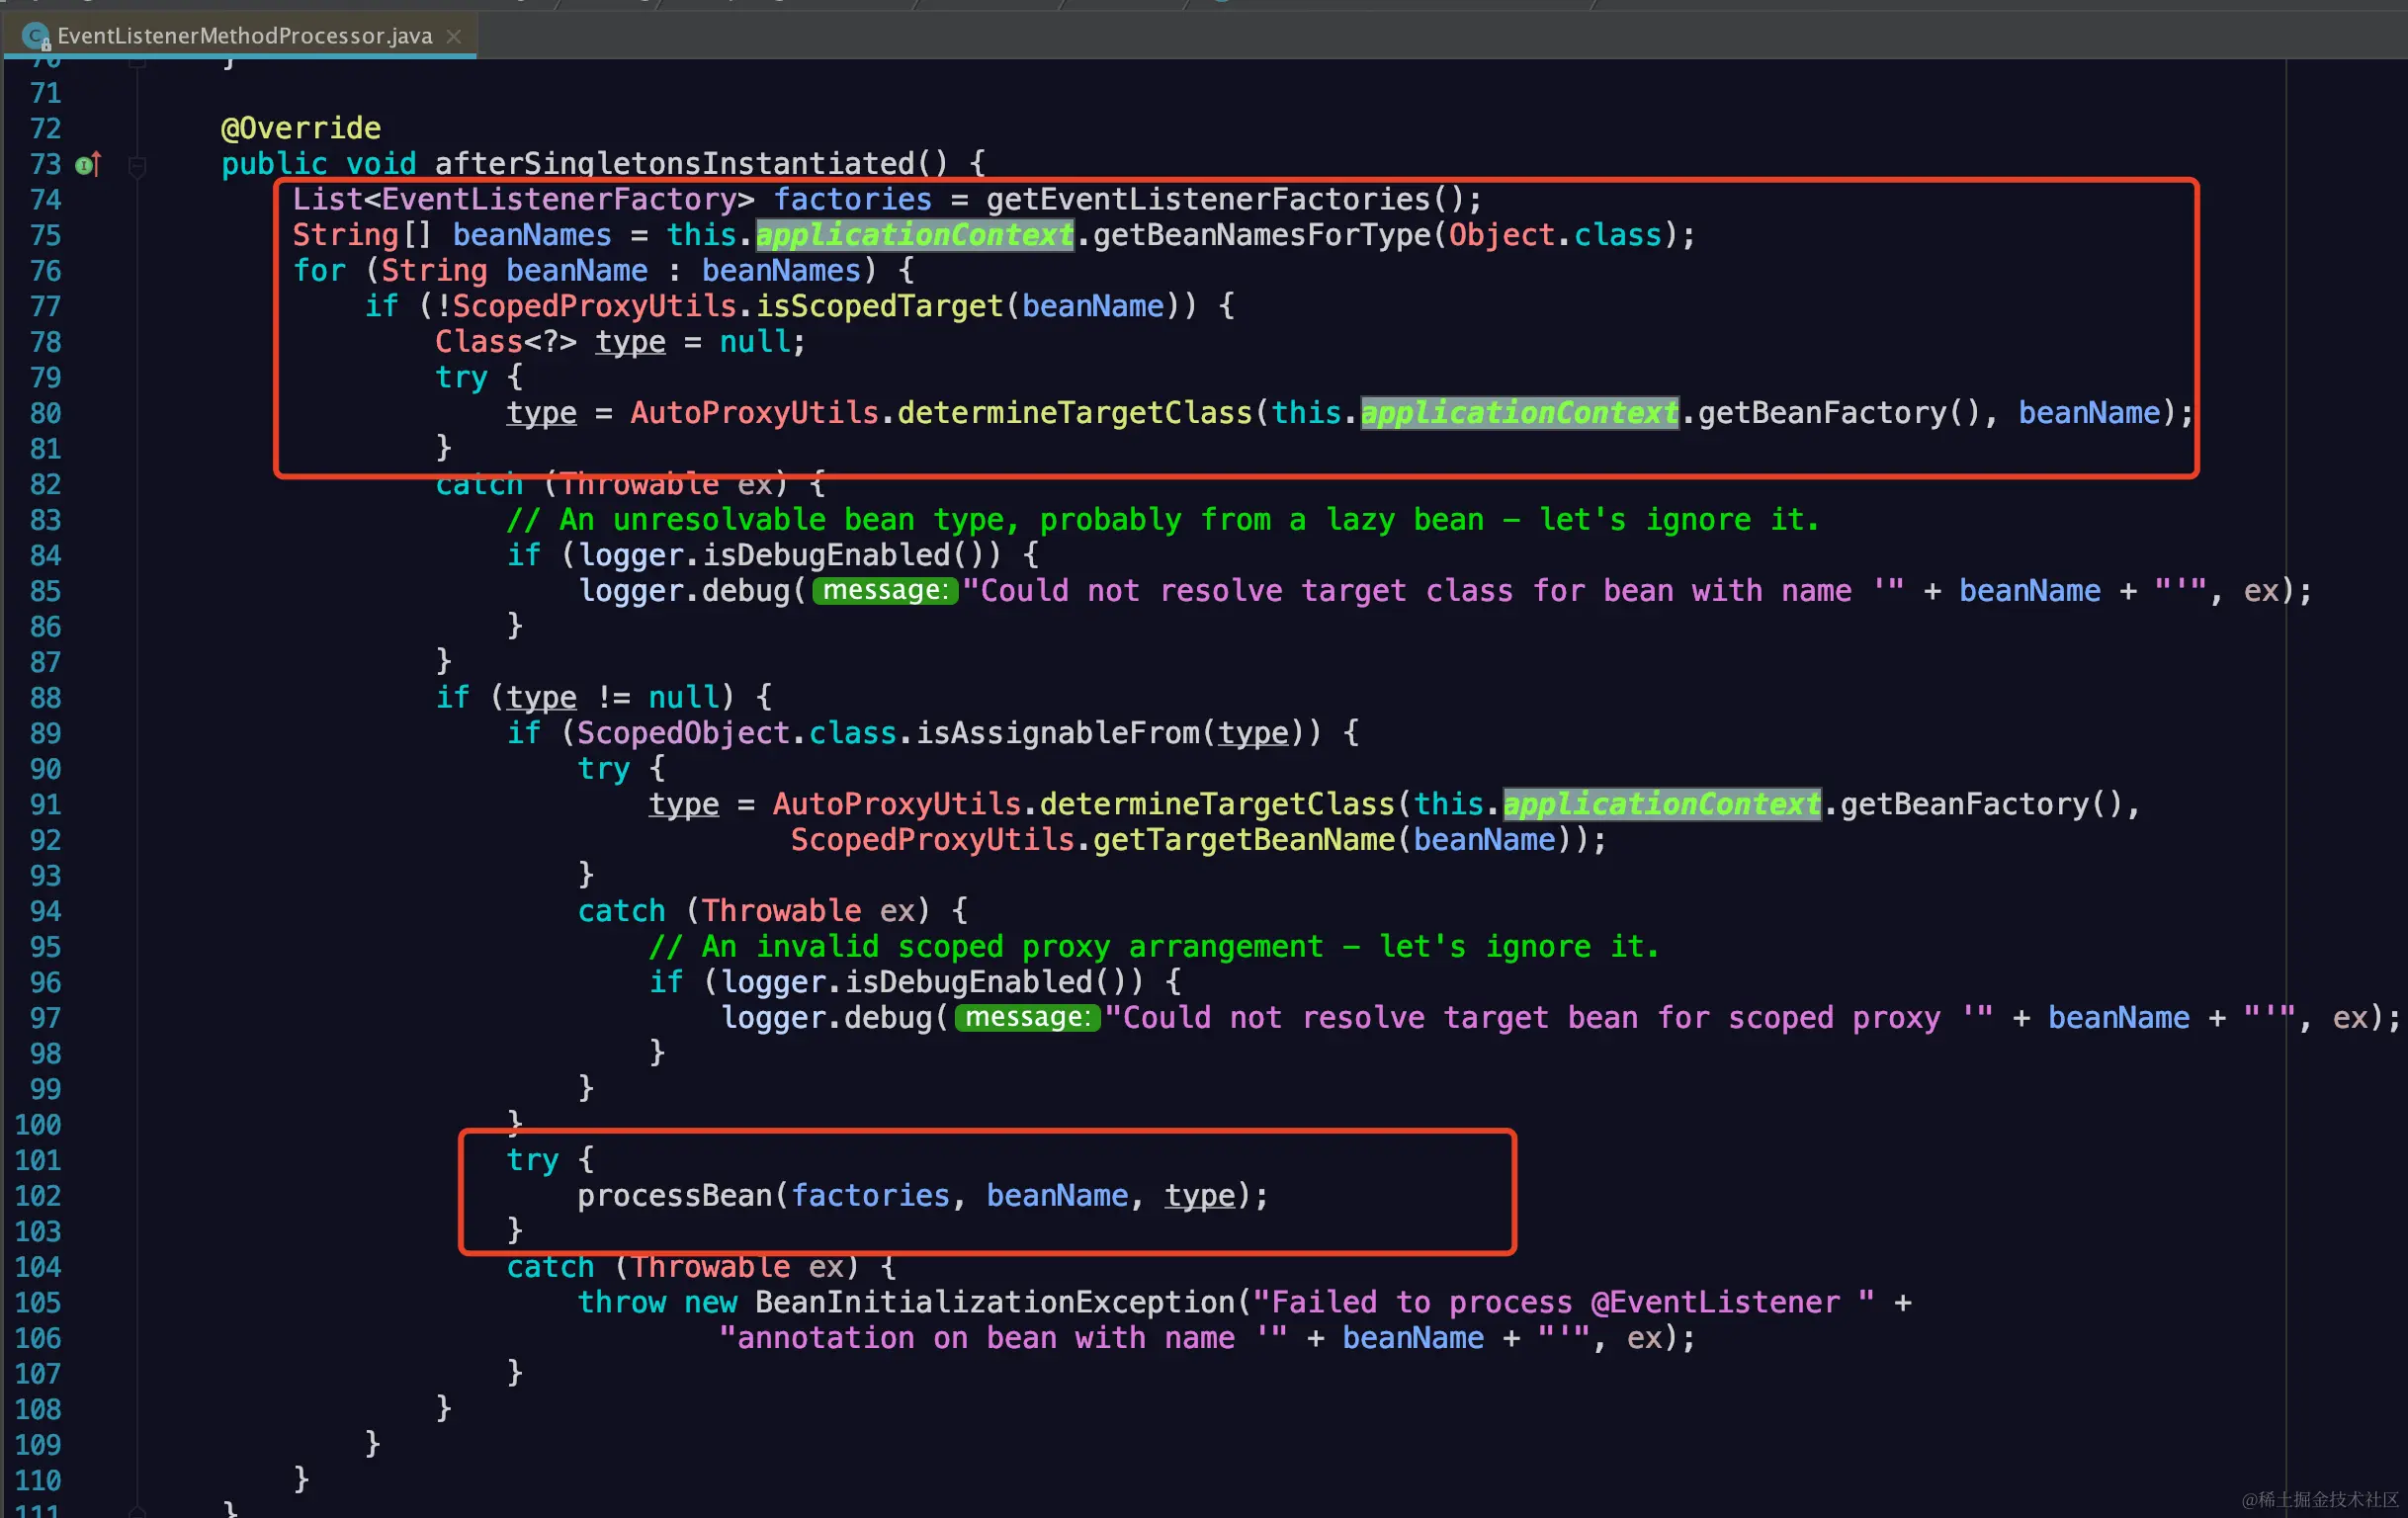 EventListenerMethodProcessor.java
70 }
71
72 @Override
73 public void afterSingletonsInstantiated() {
74 List<EventListenerFactory> factories = getEventListenerFactories();
75 String[] beanNames = this.applicationContext.getBeanNamesForType(Object.class);
76 for (String beanName : beanNames) {
77 if (!ScopedProxyUtils.isScopedTarget(beanName)) {
78 Class<?> type = null;
79 try {
80 type = AutoProxyUtils.determineTargetClass(this.applicationContext.getBeanFactory(), beanName);
81 }
82 catch (Throwable ex) {
83 // An unresolvable bean type, probably from a lazy bean – let's ignore it.
84 if (logger.isDebugEnabled()) {
85 logger.debug( message: "Could not resolve target class for bean with name '" + beanName + "'", ex);
86 }
87 }
88 if (type != null) {
89 if (ScopedObject.class.isAssignableFrom(type)) {
90 try {
91 type = AutoProxyUtils.determineTargetClass(this.applicationContext.getBeanFactory(),
92 ScopedProxyUtils.getTargetBeanName(beanName));
93 }
94 catch (Throwable ex) {
95 // An invalid scoped proxy arrangement – let's ignore it.
96 if (logger.isDebugEnabled()) {
97 logger.debug( message: "Could not resolve target bean for scoped proxy '" + beanName + "'", ex);
98 }
99 }
100 }
101 try {
102 processBean(factories, beanName, type);
103 }
104 catch (Throwable ex) {
105 throw new BeanInitializationException("Failed to process @EventListener " +
106 "annotation on bean with name '" + beanName + "'", ex);
107 }
108 }
109 }
110 }
111 }
@稀土掘金技术社区